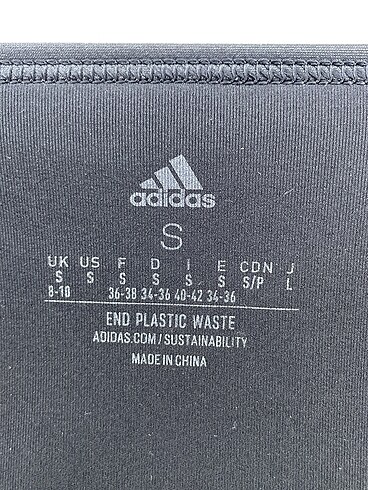 adidas
S
UK US F D I E CDN J
S S S S S S S/P L
8-10 36-38 34-36 40-42 34-36
END PLASTIC WASTE
ADIDAS.COM/SUSTAINABILITY
MADE IN CHINA